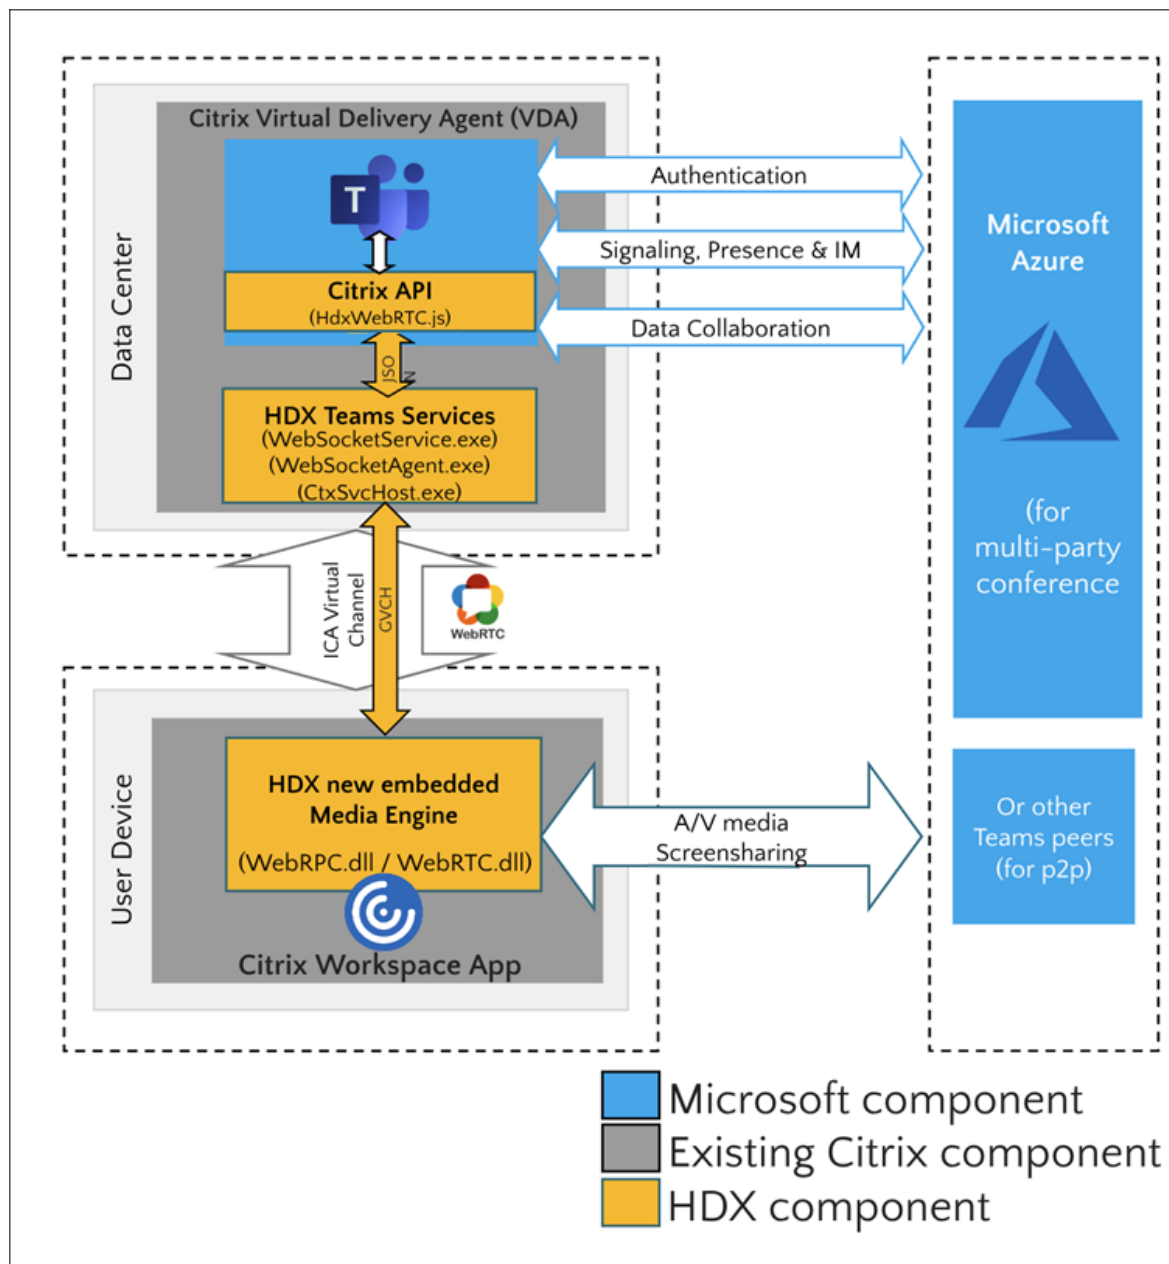 Citrix Virtual Delivery Agent (VDA)
T
Citrix API
(HdxWebRTC.js)
JSO
N
HDX Teams Services
(WebSocketService.exe)
(WebSocketAgent.exe)
(CtxSvcHost.exe)
Data Center
Authentication
Signaling, Presence & IM
Data Collaboration
Microsoft
Azure
(for
multi-party
conference
ICA Virtual
Channel
GVCH
WebRTC
User Device
HDX new embedded
Media Engine
(WebRPC.dll / WebRTC.dll)
Citrix Workspace App
A/V media
Screensharing
Or other
Teams peers
(for p2p)
Microsoft component
Existing Citrix component
HDX component